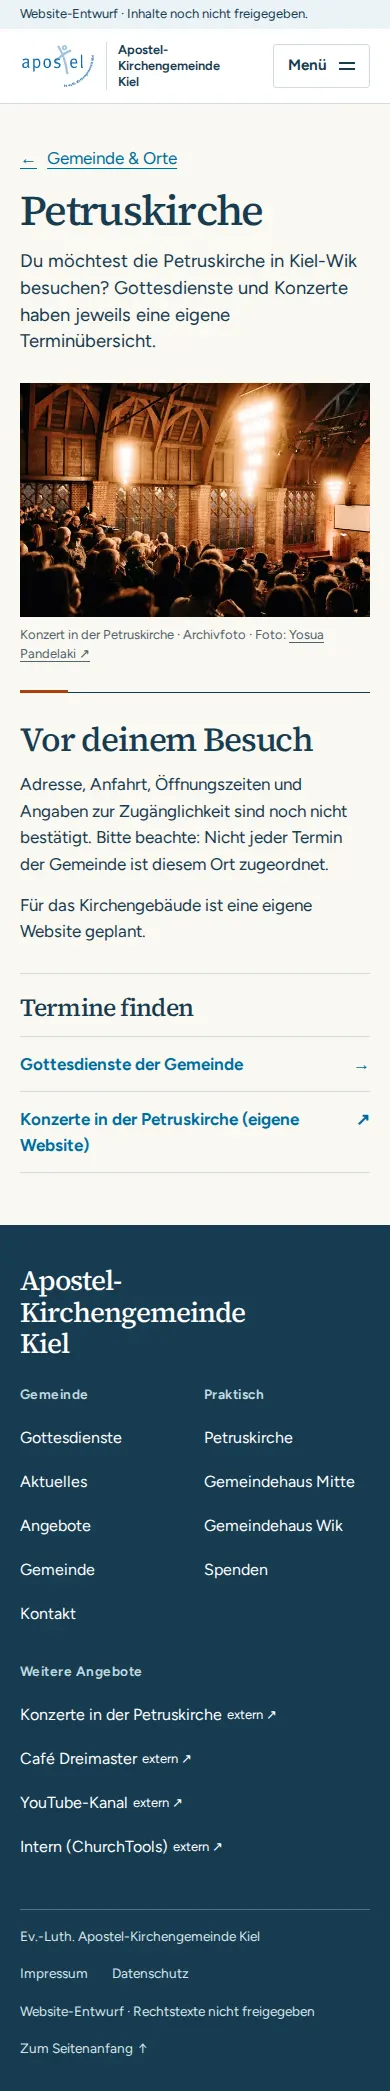 Website-Entwurf · Inhalte noch nicht freigegeben.
apostel
Apostel-
Kirchengemeinde
Kiel
Menü
← Gemeinde & Orte
Petruskirche
Du möchtest die Petruskirche in Kiel-Wik
besuchen? Gottesdienste und Konzerte
haben jeweils eine eigene
Terminübersicht.
Konzert in der Petruskirche · Archivfoto · Foto: Yosua
Pandelaki ↗
Vor deinem Besuch
Adresse, Anfahrt, Öffnungszeiten und
Angaben zur Zugänglichkeit sind noch nicht
bestätigt. Bitte beachte: Nicht jeder Termin
der Gemeinde ist diesem Ort zugeordnet.
Für das Kirchengebäude ist eine eigene
Website geplant.
Termine finden
Gottesdienste der Gemeinde →
Konzerte in der Petruskirche (eigene ↗
Website)
Apostel-
Kirchengemeinde
Kiel
Gemeinde
Gottesdienste
Aktuelles
Angebote
Gemeinde
Kontakt
Praktisch
Petruskirche
Gemeindehaus Mitte
Gemeindehaus Wik
Spenden
Weitere Angebote
Konzerte in der Petruskirche extern ↗
Café Dreimaster extern ↗
YouTube-Kanal extern ↗
Intern (ChurchTools) extern ↗
Ev.-Luth. Apostel-Kirchengemeinde Kiel
Impressum Datenschutz
Website-Entwurf · Rechtstexte nicht freigegeben
Zum Seitenanfang ↑